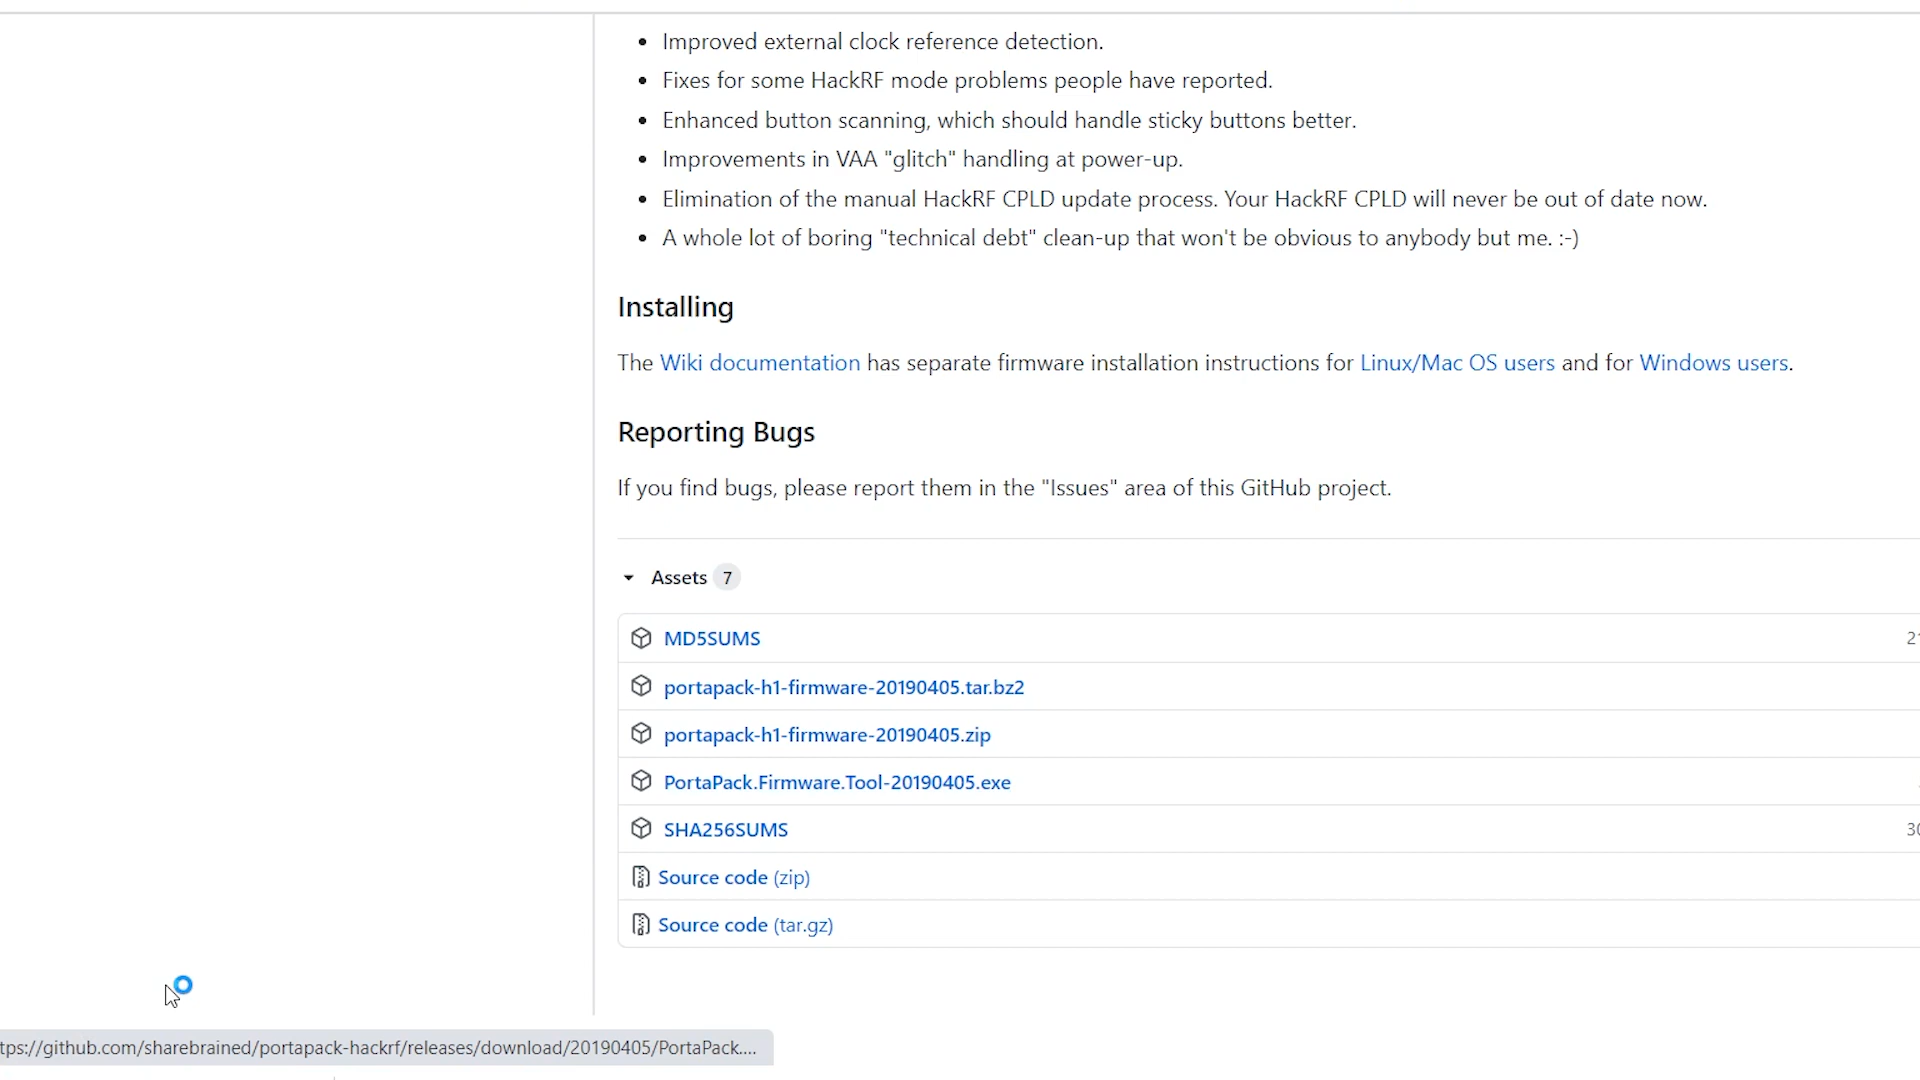 Improved external clock reference detection.
Fixes for some HackRF mode problems people have reported.
Enhanced button scanning, which should handle sticky buttons better.
Improvements in VAA "glitch" handling at power-up.
Elimination of the manual HackRF CPLD update process. Your HackRF CPLD will never be out of date now.
A whole lot of boring "technical debt" clean-up that won't be obvious to anybody but me. :-)
Installing
The Wiki documentation has separate firmware installation instructions for Linux/Mac OS users and for Windows users.
Reporting Bugs
If you find bugs, please report them in the "Issues" area of this GitHub project.
Assets 7
MD5SUMS
portapack-h1-firmware-20190405.tar.bz2
portapack-h1-firmware-20190405.zip
PortaPack.Firmware.Tool-20190405.exe
SHA256SUMS
Source code (zip)
Source code (tar.gz)
tps://github.com/sharebrained/portapack-hackrf/releases/download/20190405/PortaPack....